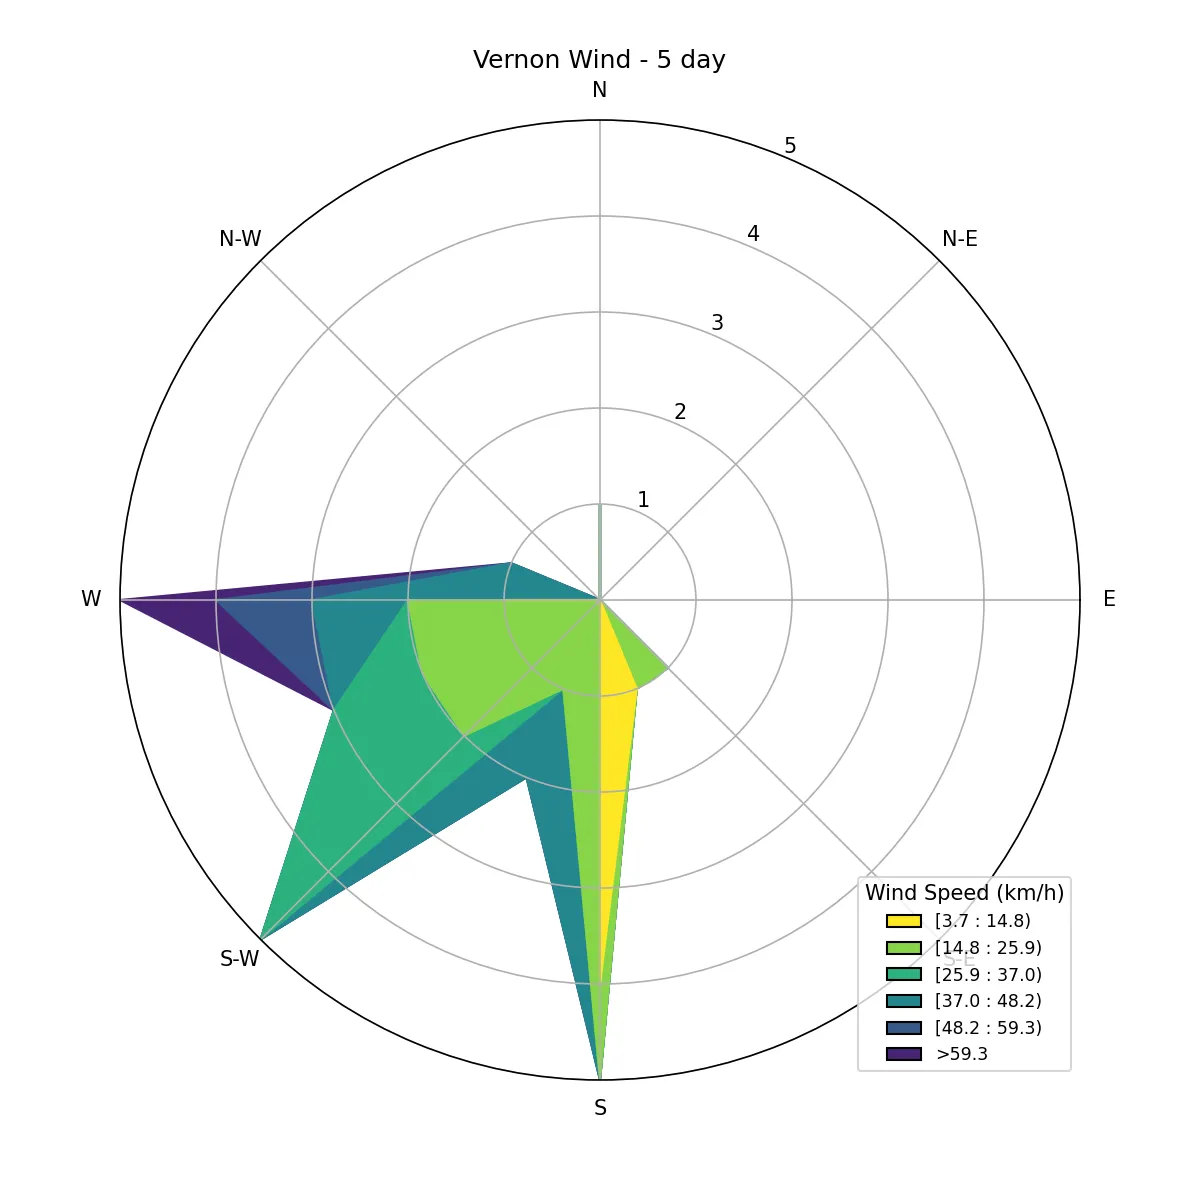 Vernon Wind - 5 day
N
5
N-W
N-E
4
3
2
1
W
E
Wind Speed (km/h)
[3.7 : 14.8)
[14.8 : 25.9)
S-W
S-E
[25.9 : 37.0)
[37.0 : 48.2)
[48.2 : 59.3)
>59.3
S